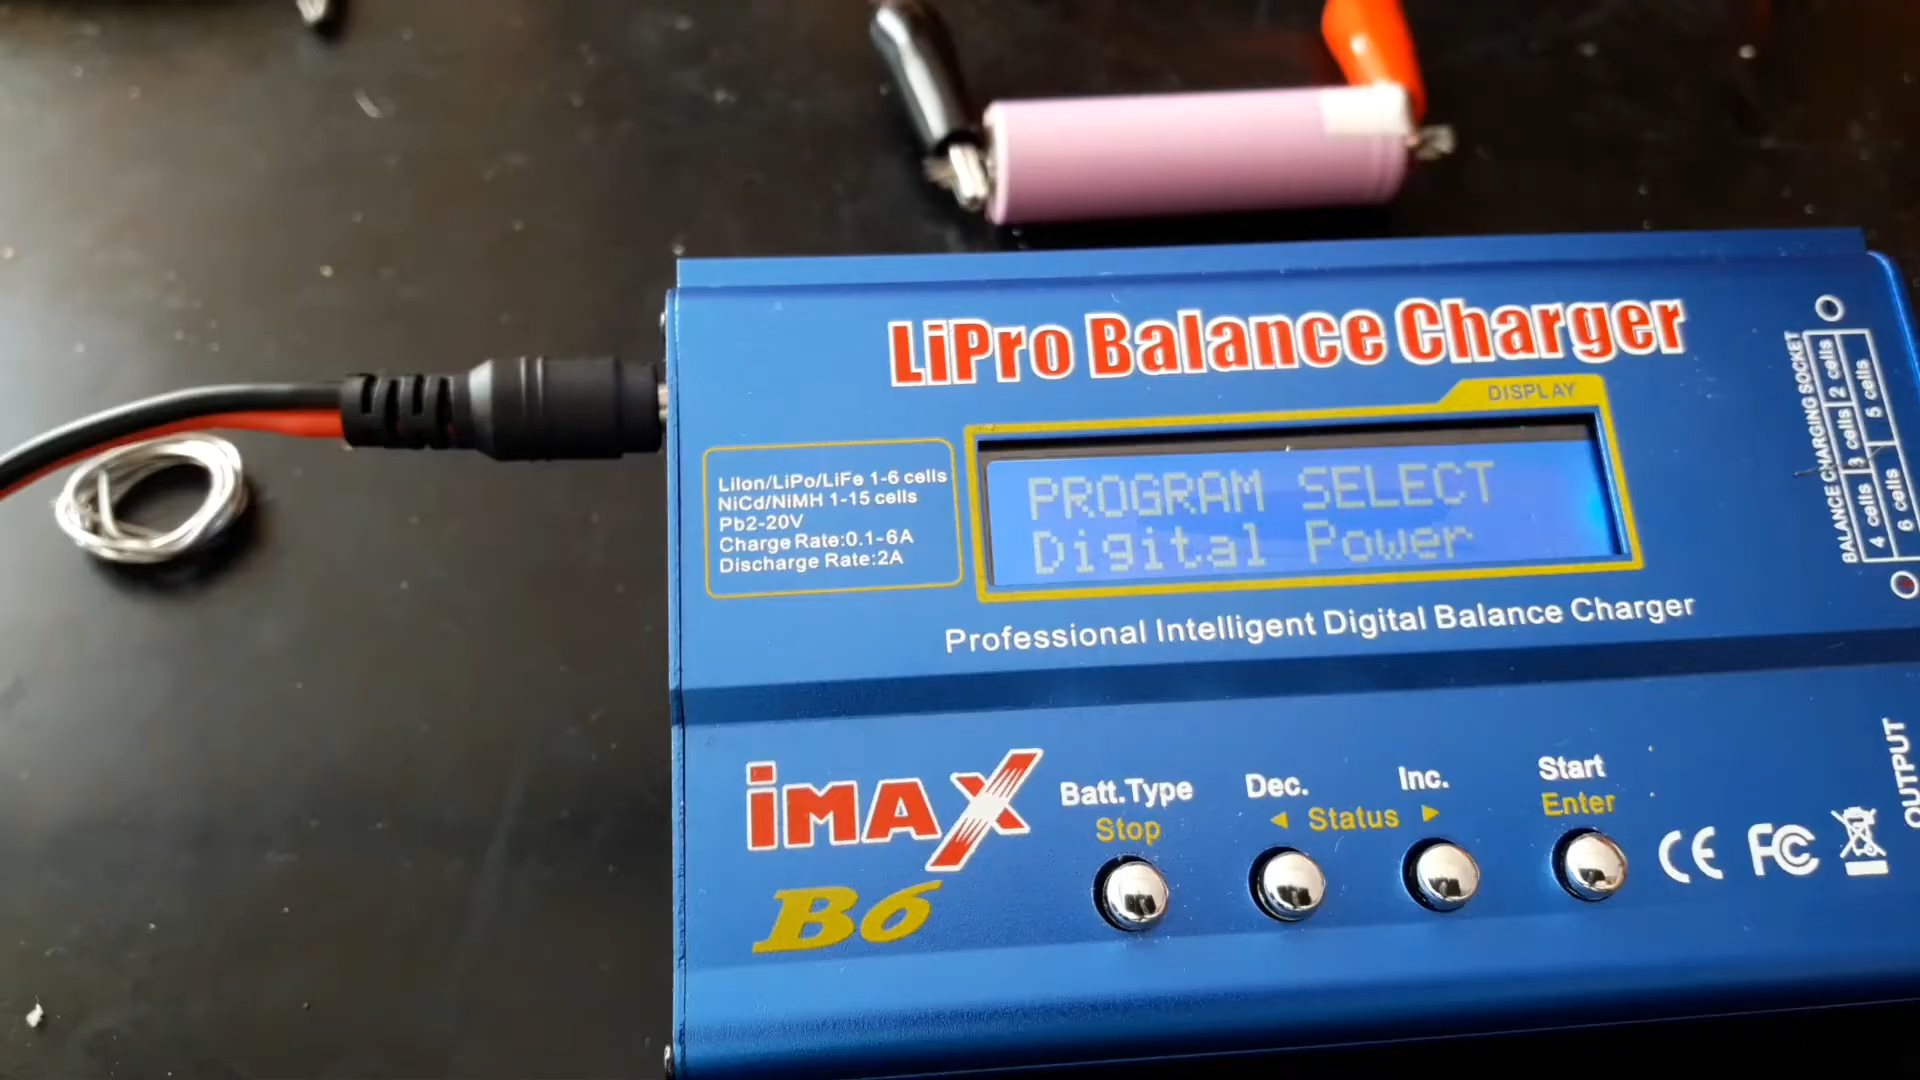 LiPro Balance Charger
DISPLAY
LiIon/LiPo/LiFe 1-6 cells
NiCd/NiMH 1-15 cells
Pb2-20V
Charge Rate:0.1-6A
Discharge Rate:2A
PROGRAM SELECT
Digital Power
Professional Intelligent Digital Balance Charger
BALANCE CHARGING SOCKET
4 cells 3 cells 2 cells
6 cells 5 cells
iMAX
B6
Batt.Type
Stop
Dec. Inc.
◄ Status ►
Start
Enter
CE FC
OUTPUT